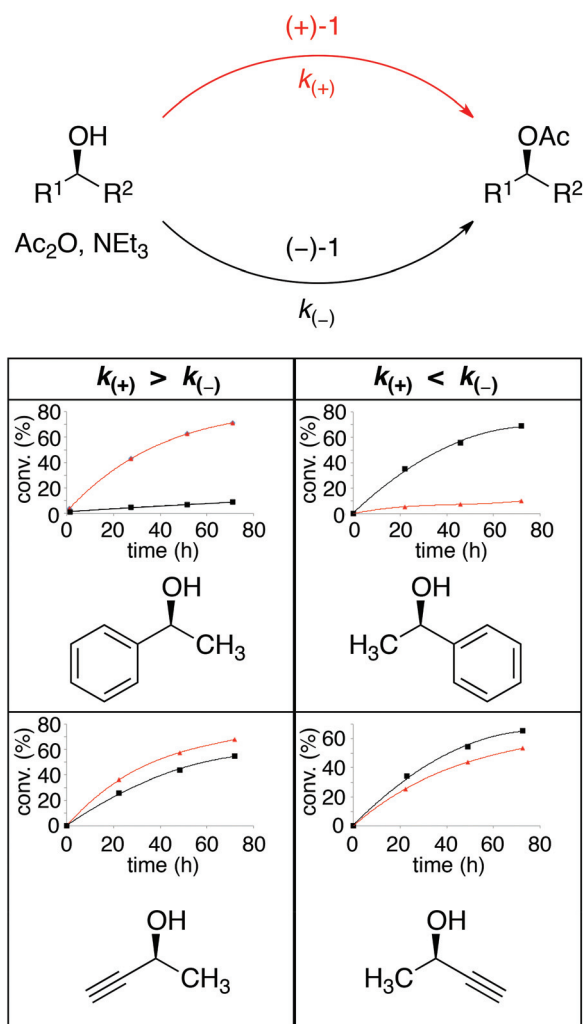 (+)-1
k(+)
OH
R¹ R²
Ac₂O, NEt₃
OAc
R¹ R²
(−)-1
k(−)
k(+) > k(−)
k(+) < k(−)
conv. (%)
80
60
40
20
0
0 20 40 60 80
time (h)
OH
CH₃
conv. (%)
80
60
40
20
0
0 20 40 60 80
time (h)
OH
H₃C
conv. (%)
80
60
40
20
0
0 20 40 60 80
time (h)
OH
CH₃
conv. (%)
60
40
20
0
0 20 40 60 80
time (h)
OH
H₃C